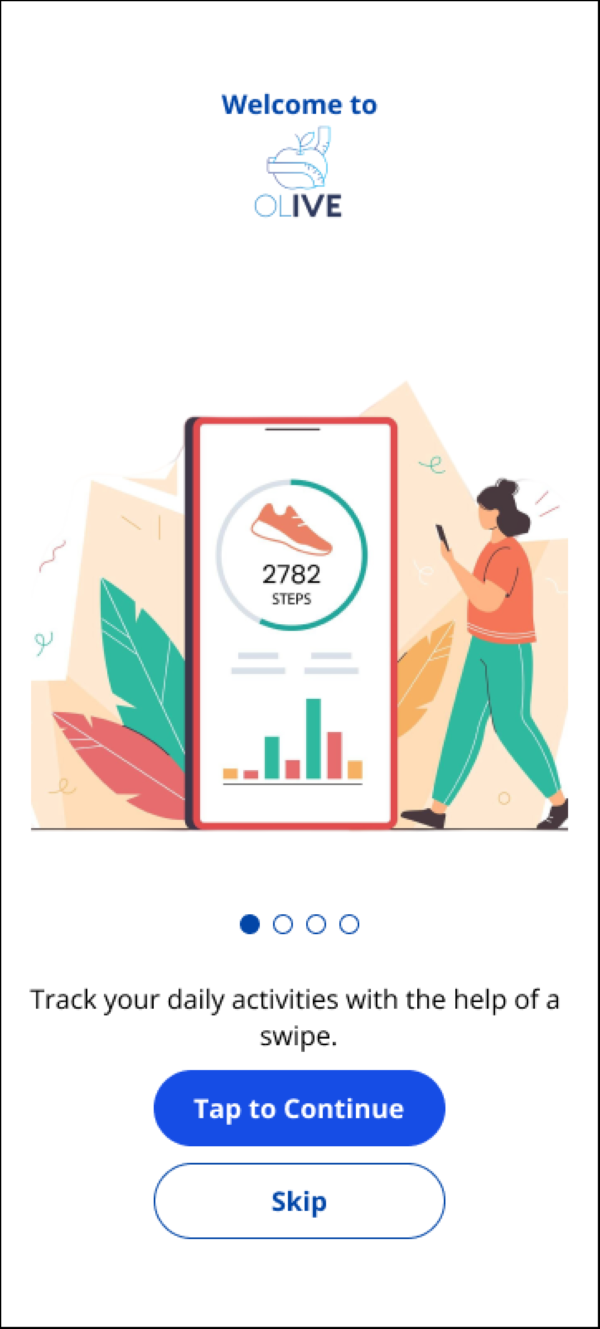 Welcome to
OLIVE
2782
STEPS
Track your daily activities with the help of a
swipe.
Tap to Continue
Skip